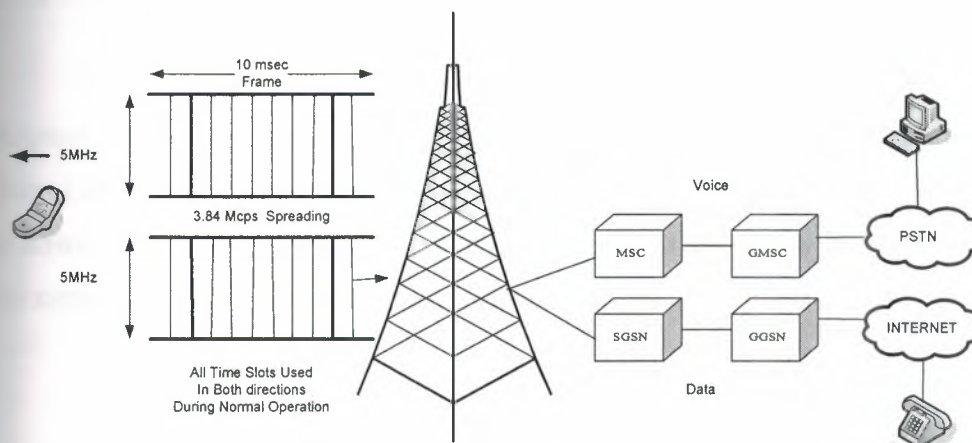 10 msec
Frame
5MHz
3.84 Mcps Spreading
5MHz
All Time Slots Used
In Both directions
During Normal Operation
Voice
MSC
GMSC
PSTN
SGSN
GGSN
INTERNET
Data